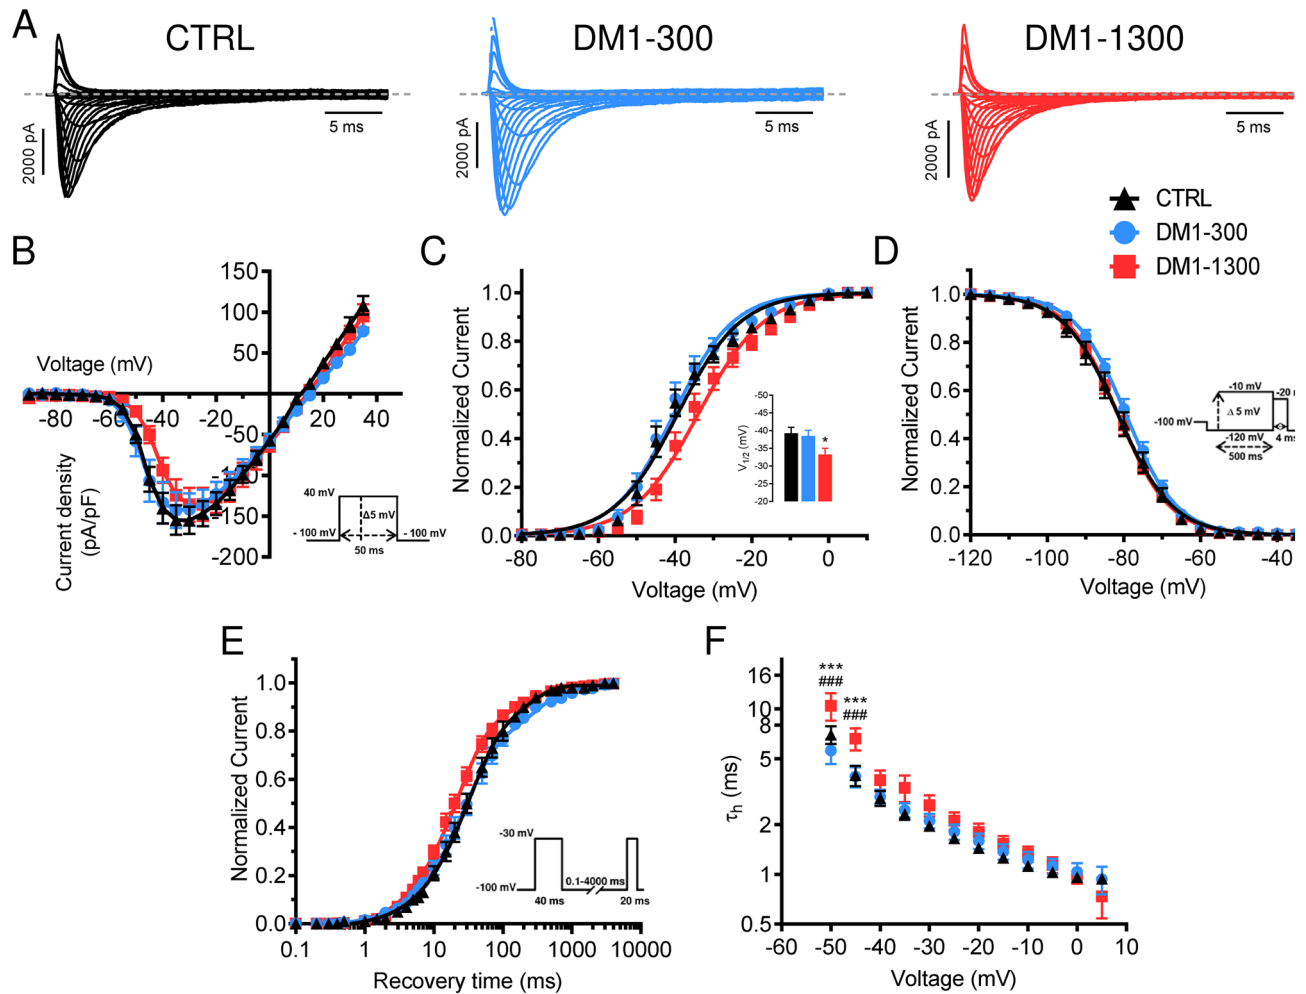 A
CTRL
DM1-300
DM1-1300
2000 pA
5 ms
2000 pA
5 ms
2000 pA
5 ms
CTRL
DM1-300
DM1-1300
B
Voltage (mV)
Current density
(pA/pF)
150
100
50
-50
-100
-150
-200
-80
-60
-40
-20
20
40
40 mV
Δ5 mV
-100 mV
-100 mV
50 ms
C
Normalized Current
1.0
0.8
0.6
0.4
0.2
0.0
-80
-60
-40
-20
0
Voltage (mV)
V1/2 (mV)
-50
-45
-40
-35
-30
-25
-20
*
D
Normalized Current
1.0
0.8
0.6
0.4
0.2
0.0
-120
-100
-80
-60
-40
Voltage (mV)
-10 mV
-20 m
Δ 5 mV
-100 mV
-120 mV
500 ms
4 ms
E
Normalized Current
1.0
0.8
0.6
0.4
0.2
0.0
0.1
1
10
100
1000
10000
Recovery time (ms)
-30 mV
-100 mV
0.1-4000 ms
40 ms
20 ms
F
τh (ms)
16
10
8
5
2
1
0.5
-60
-50
-40
-30
-20
-10
0
10
Voltage (mV)
***
###
***
###